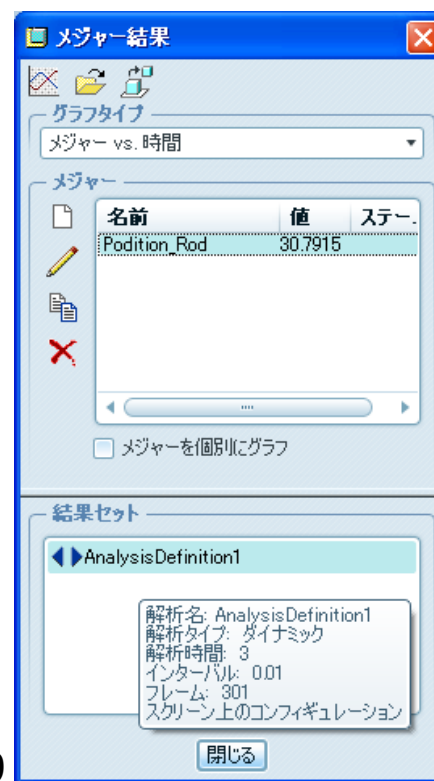 メジャー結果
グラフタイプ
メジャー vs. 時間
メジャー
名前 値 ステー.
Podition_Rod 30.7915
メジャーを個別にグラフ
結果セット
AnalysisDefinition1
解析名: AnalysisDefinition1
解析タイプ: ダイナミック
解析時間: 3
インターバル: 0.01
フレーム: 301
スクリーン上のコンフィギュレーション
閉じる